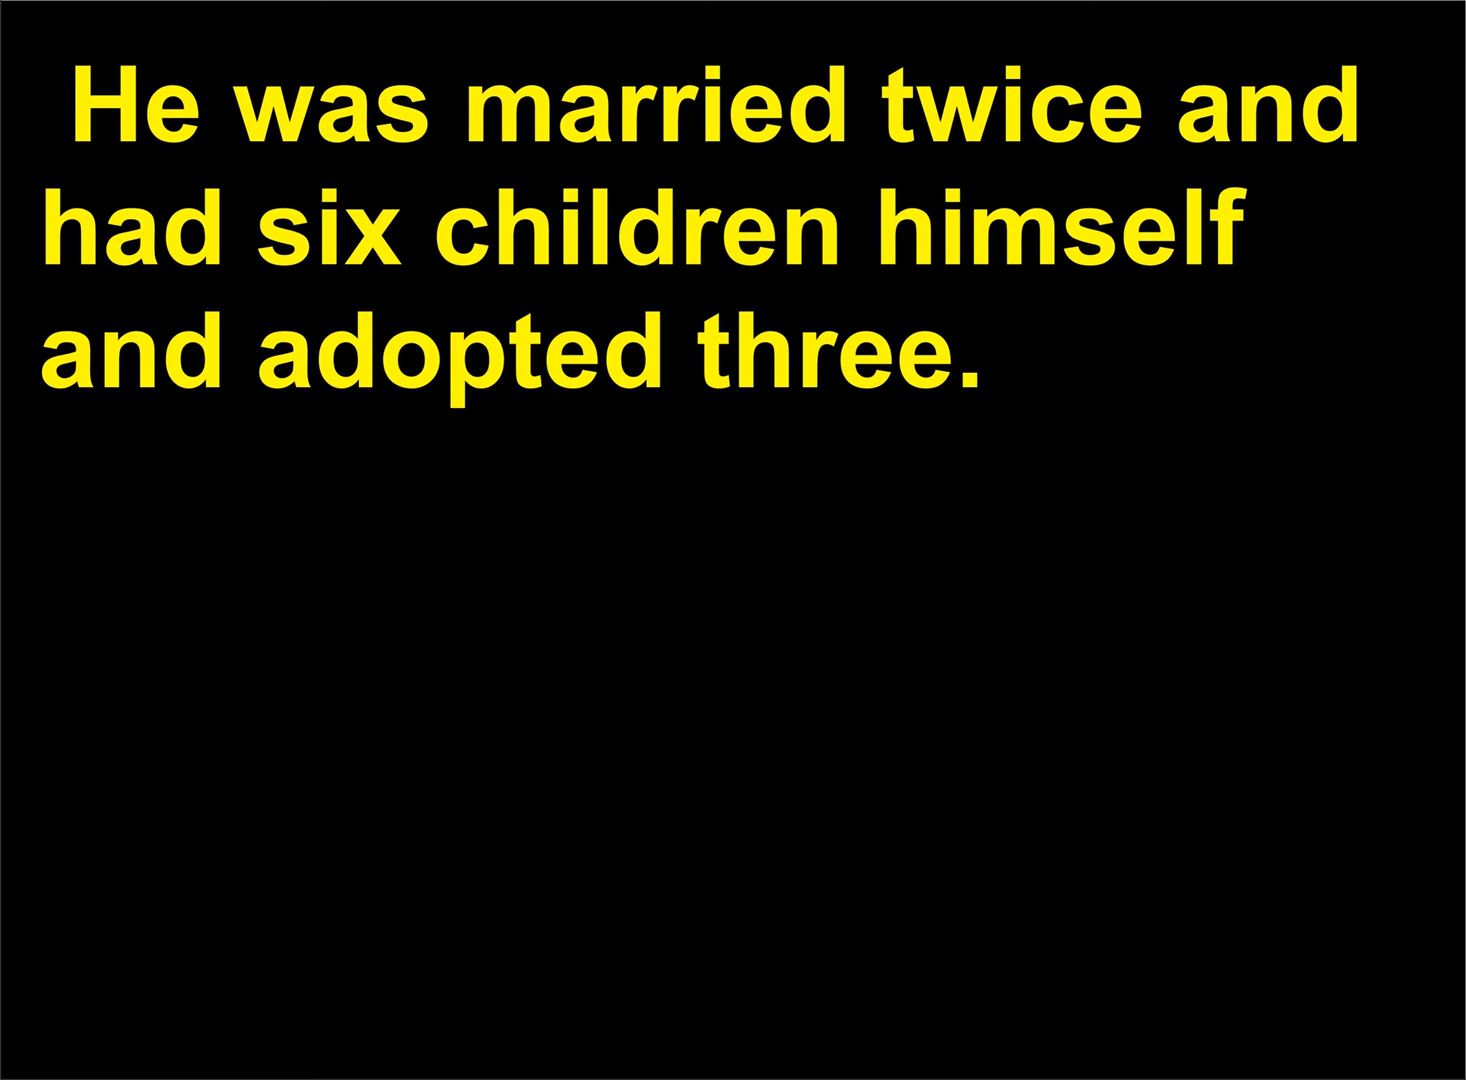 He was married twice and
had six children himself
and adopted three.